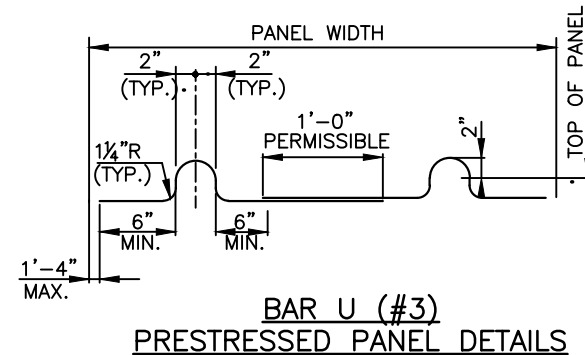 PANEL WIDTH
2"
(TYP.)
2"
(TYP.)
1'-0"
PERMISSIBLE
2"
TOP OF PANEL
1¼"R
(TYP.)
6"
MIN.
6"
MIN.
1'-4"
MAX.
BAR U (#3)
PRESTRESSED PANEL DETAILS